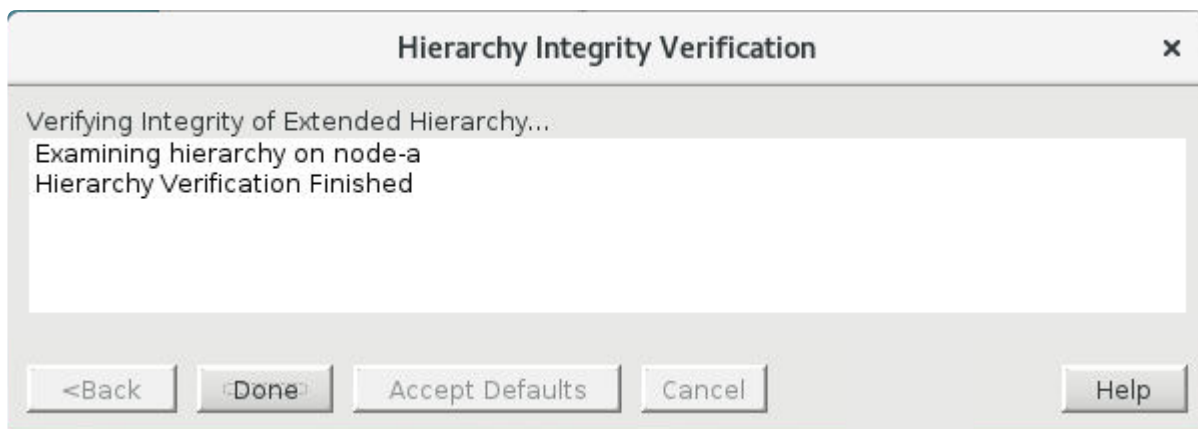 Hierarchy Integrity Verification ×
Verifying Integrity of Extended Hierarchy...
Examining hierarchy on node-a
Hierarchy Verification Finished
<Back Done Accept Defaults Cancel Help